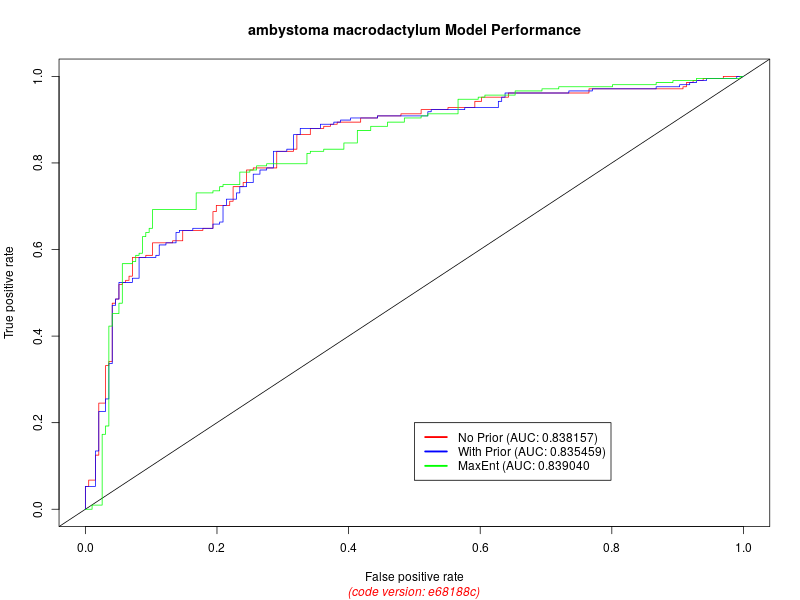 ambystoma macrodactylum Model Performance
True positive rate
1.0
0.8
0.6
0.4
0.2
0.0
No Prior (AUC: 0.838157)
With Prior (AUC: 0.835459)
MaxEnt (AUC: 0.839040
0.0 0.2 0.4 0.6 0.8 1.0
False positive rate
(code version: e68188c)